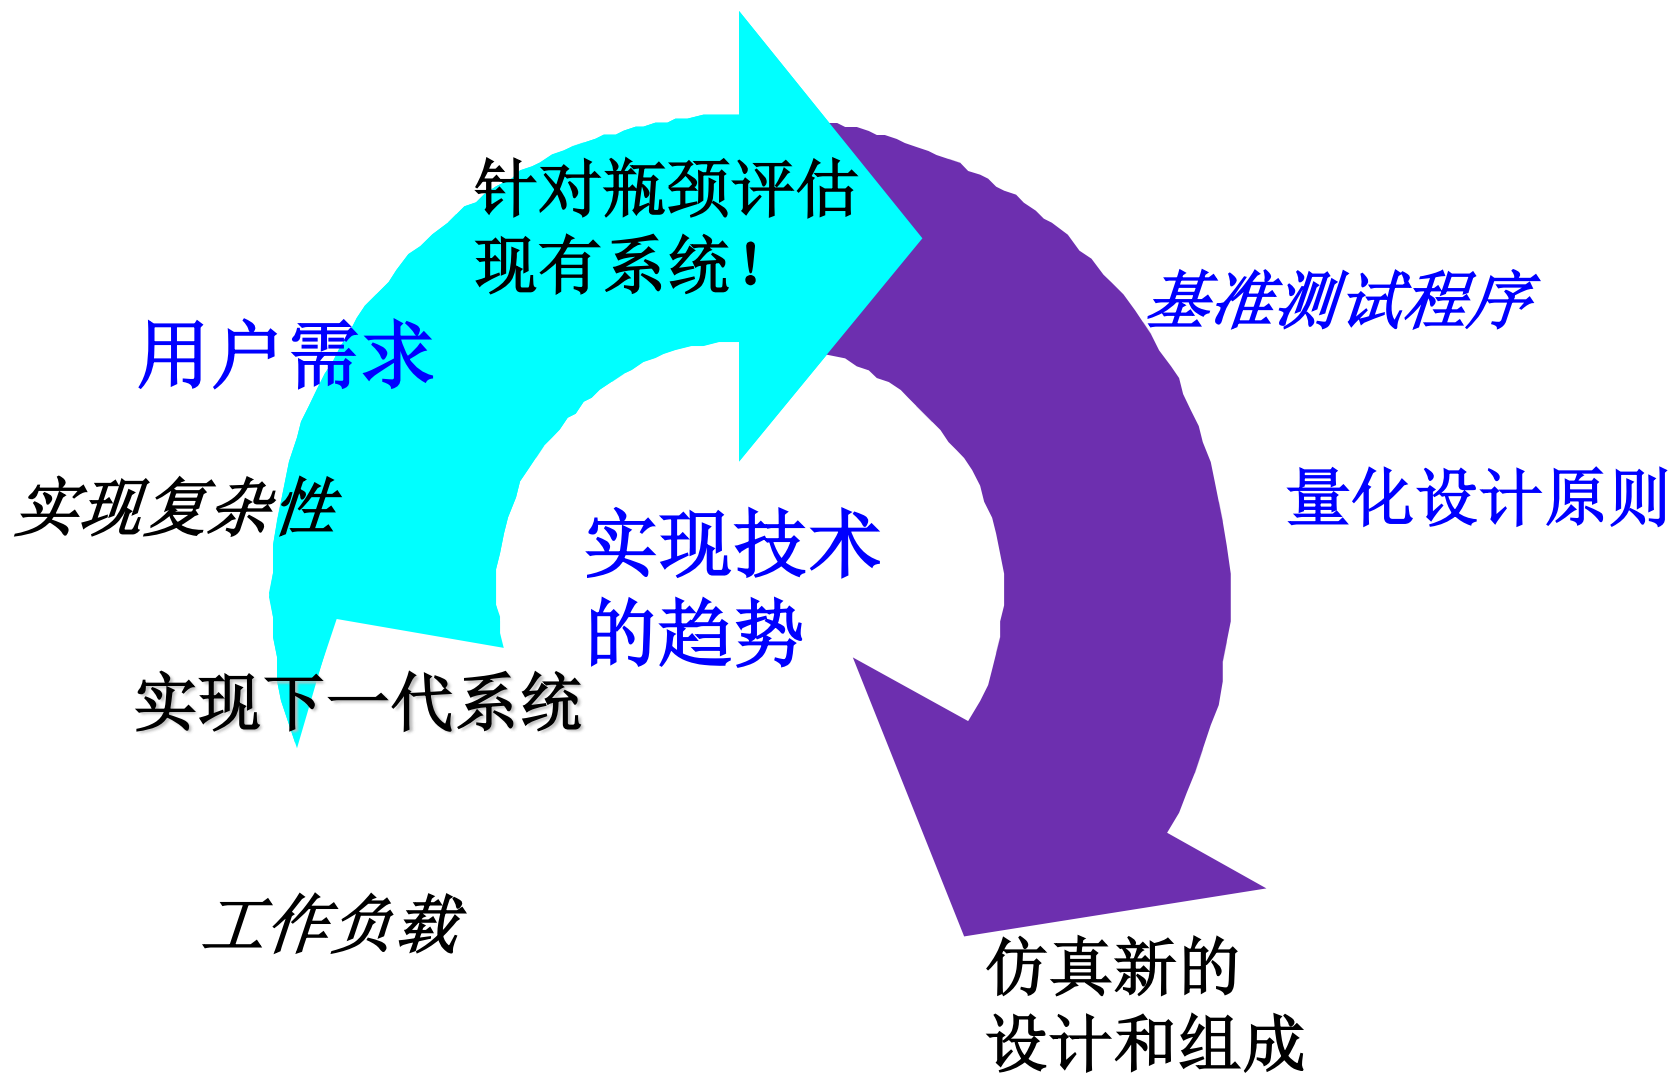 针对瓶颈评估
现有系统！
基准测试程序
用户需求
量化设计原则
实现复杂性
实现技术
的趋势
实现下一代系统
工作负载
仿真新的
设计和组成